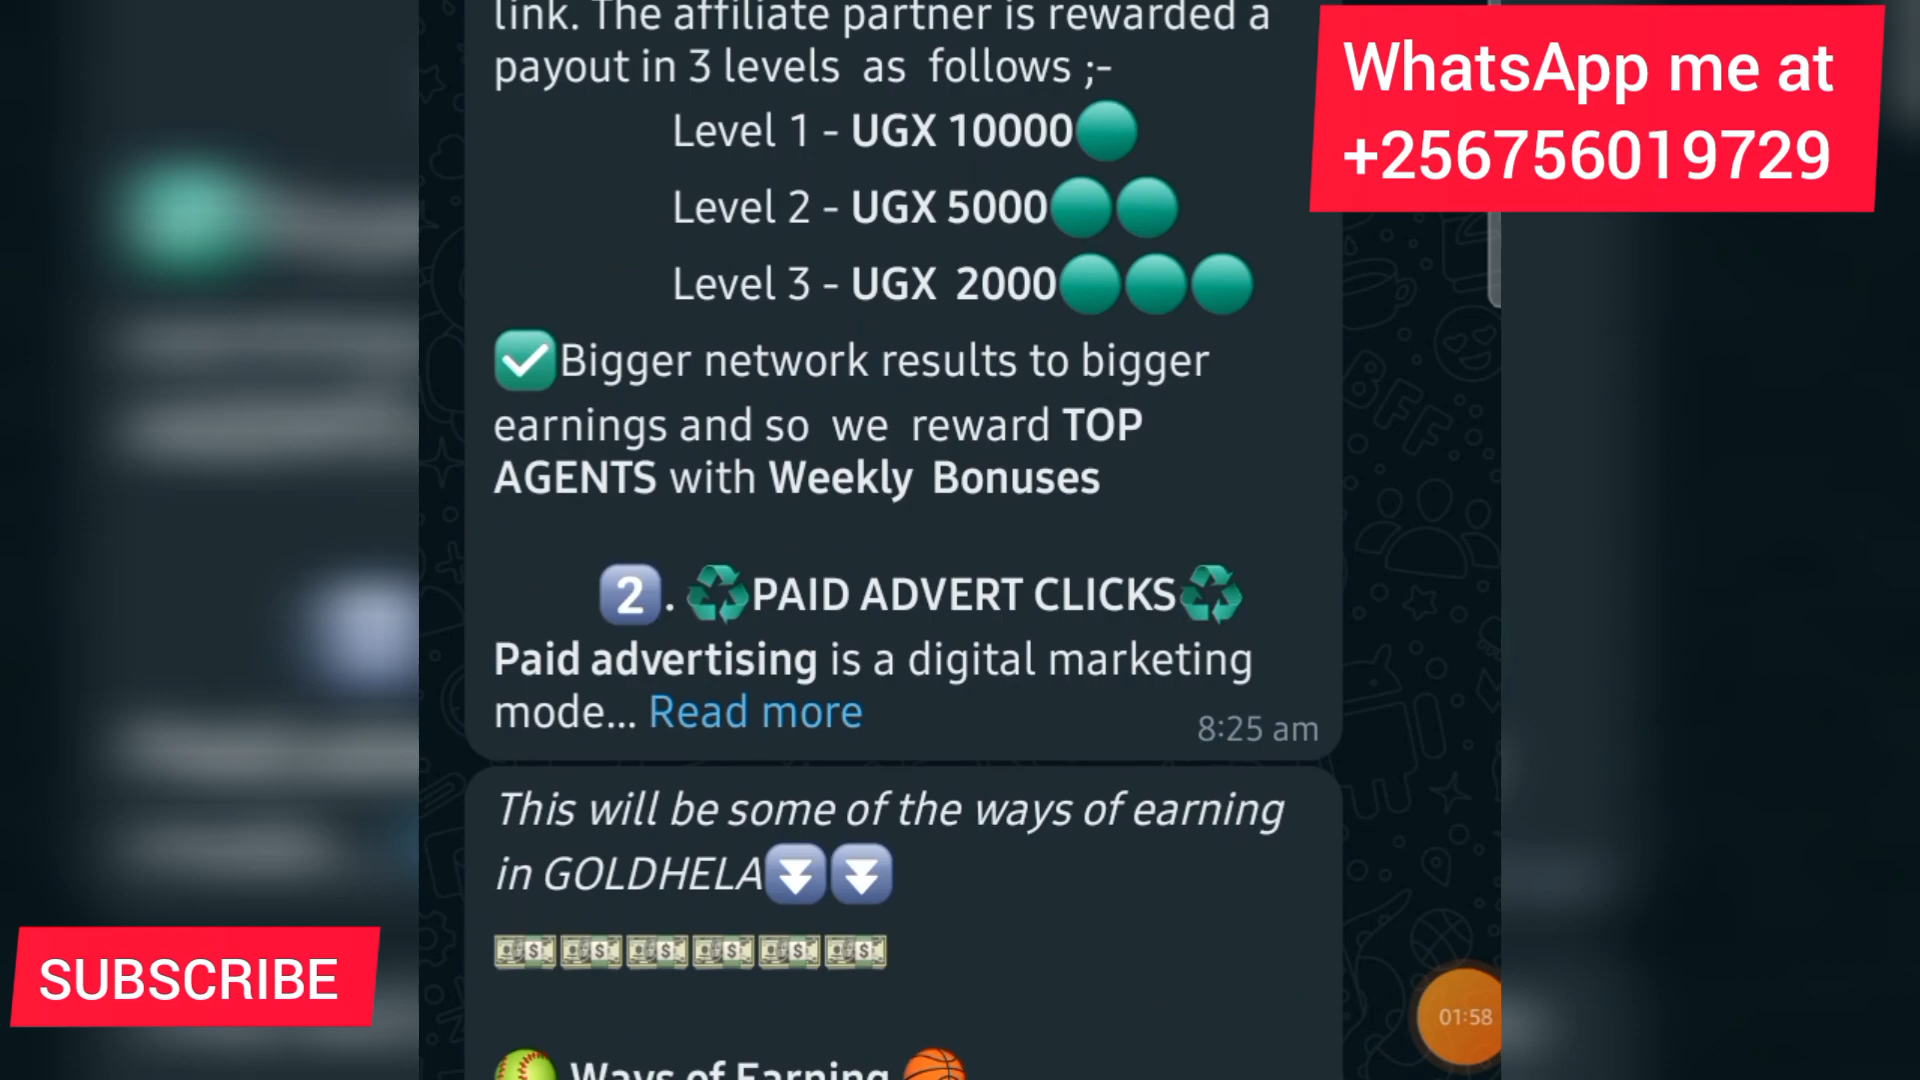 link. The affiliate partner is rewarded a
payout in 3 levels as follows ;-
Level 1 - UGX 10000
Level 2 - UGX 5000
Level 3 - UGX 2000
Bigger network results to bigger
earnings and so we reward TOP
AGENTS with Weekly Bonuses
2. PAID ADVERT CLICKS
Paid advertising is a digital marketing
mode... Read more
8:25 am
This will be some of the ways of earning
in GOLDHELA
Ways of Earning
WhatsApp me at
+256756019729
SUBSCRIBE
01:58